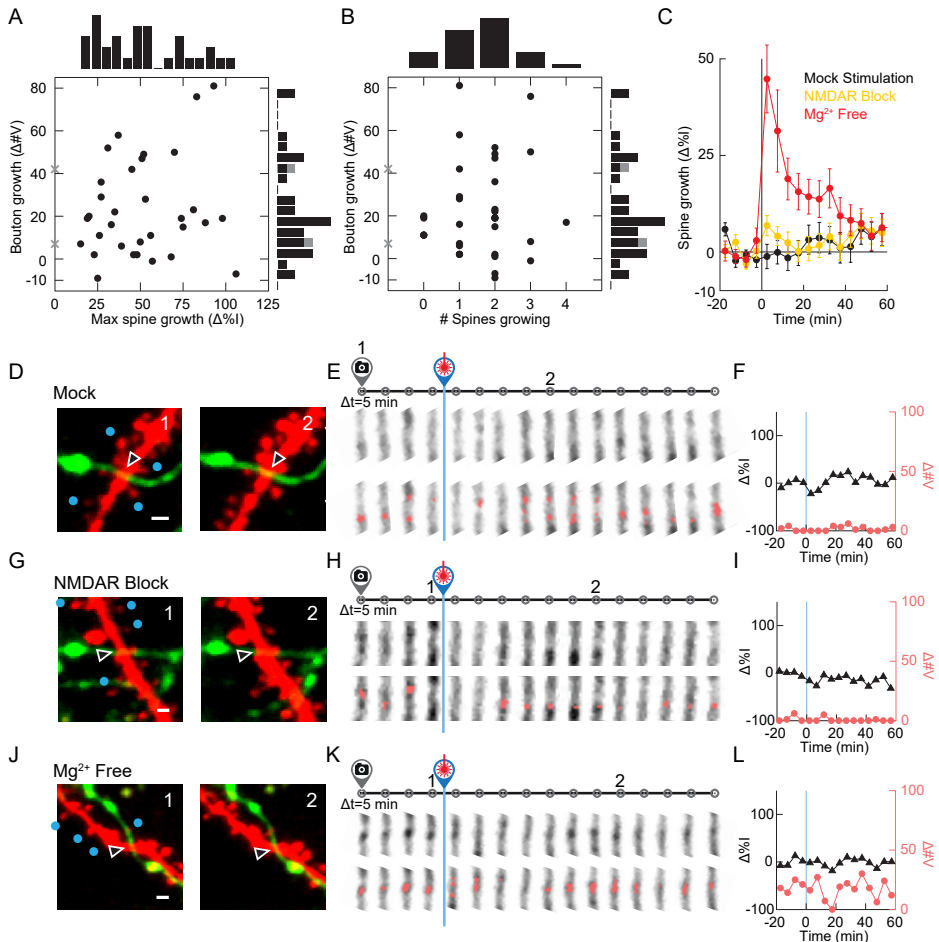 A
B
C
80
60
40
20
0
-10
Bouton growth (Δ#V)
0
25
50
75
100
125
Max spine growth (Δ%I)
80
60
40
20
0
-10
Bouton growth (Δ#V)
0
1
2
3
4
# Spines growing
50
25
0
-10
Spine growth (Δ%I)
Mock Stimulation
NMDAR Block
Mg²⁺ Free
-20
0
20
40
60
Time (min)
D
Mock
1
2
E
1
2
Δt=5 min
F
100
0
-100
Δ%I
100
50
0
Δ#V
-20
0
20
40
60
Time (min)
G
NMDAR Block
1
2
H
1
2
Δt=5 min
I
100
0
-100
Δ%I
100
50
0
Δ#V
-20
0
20
40
60
Time (min)
J
Mg²⁺ Free
1
2
K
1
2
Δt=5 min
L
100
0
-100
Δ%I
100
50
0
Δ#V
-20
0
20
40
60
Time (min)